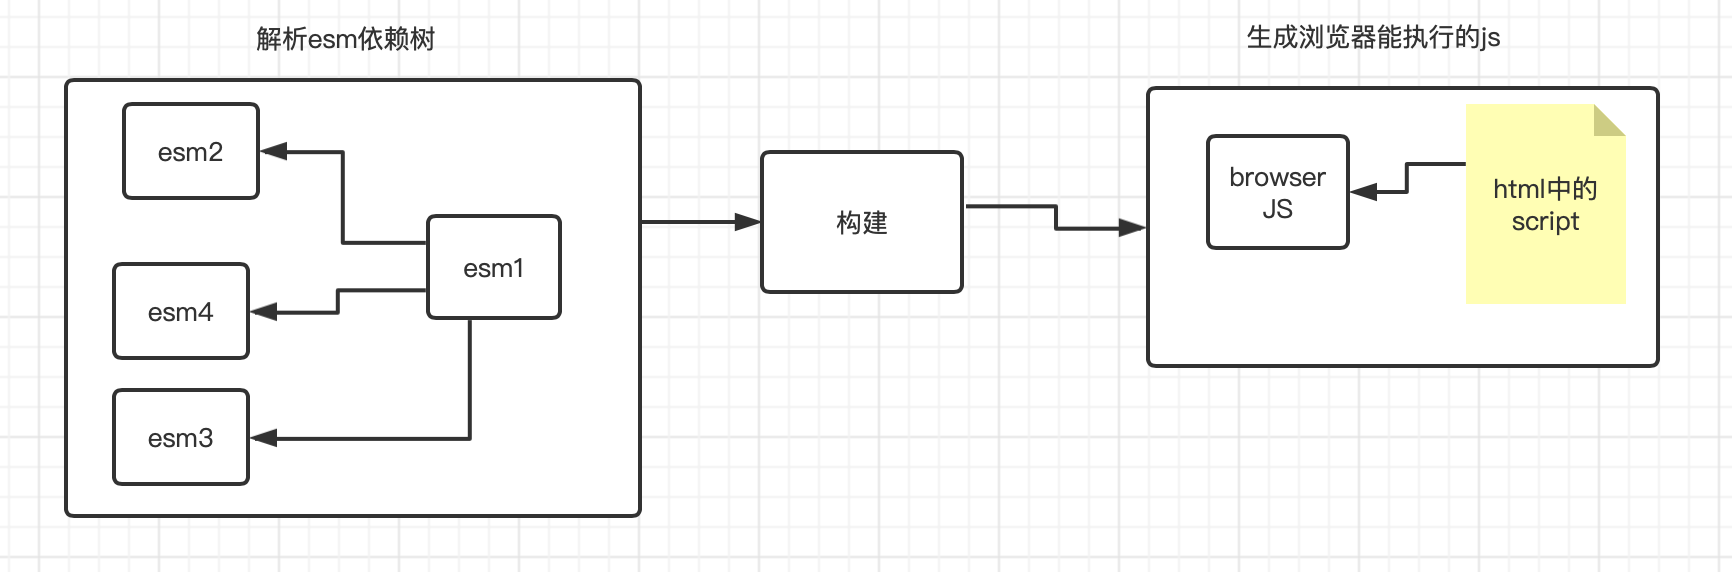 解析esm依赖树
esm2
esm1
esm4
esm3
构建
生成浏览器能执行的js
browser
JS
html中的
script